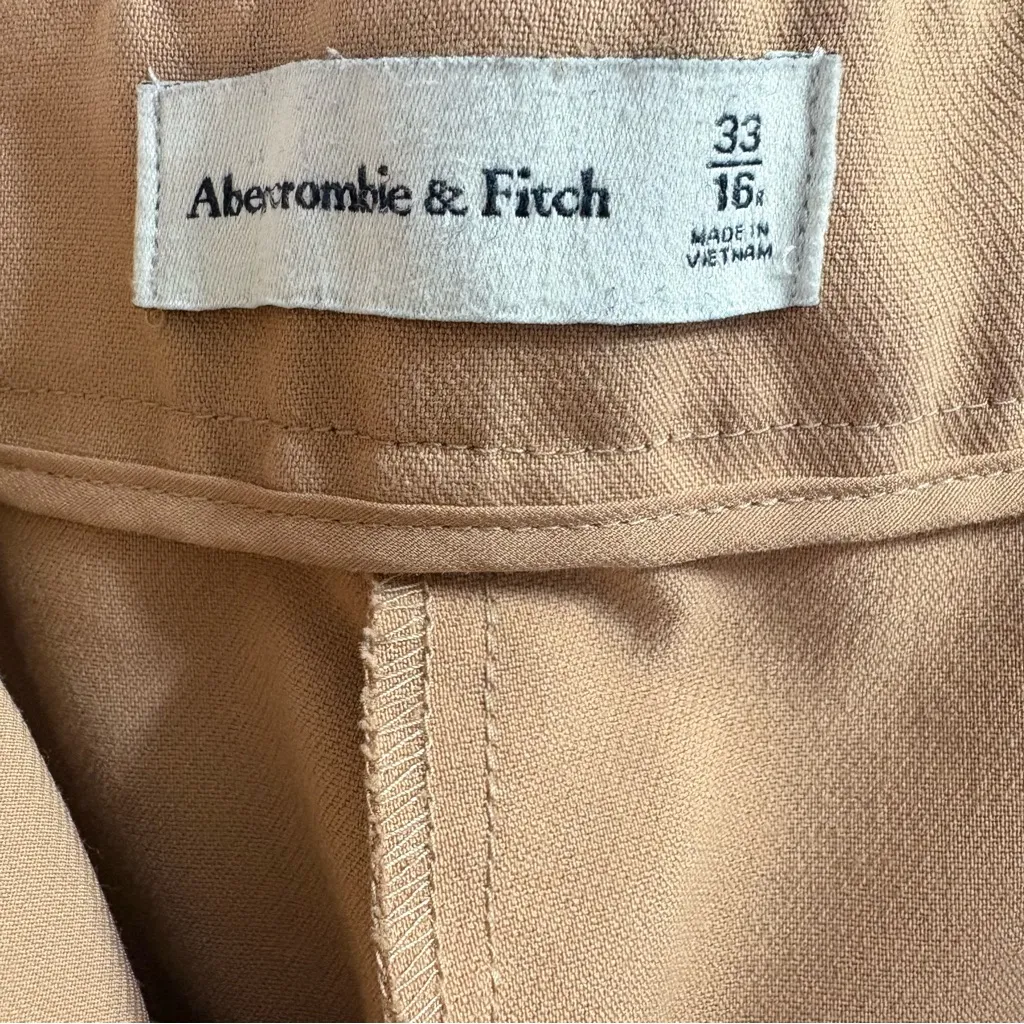 Abercrombie & Fitch
33
16R
MADE IN
VIETNAM